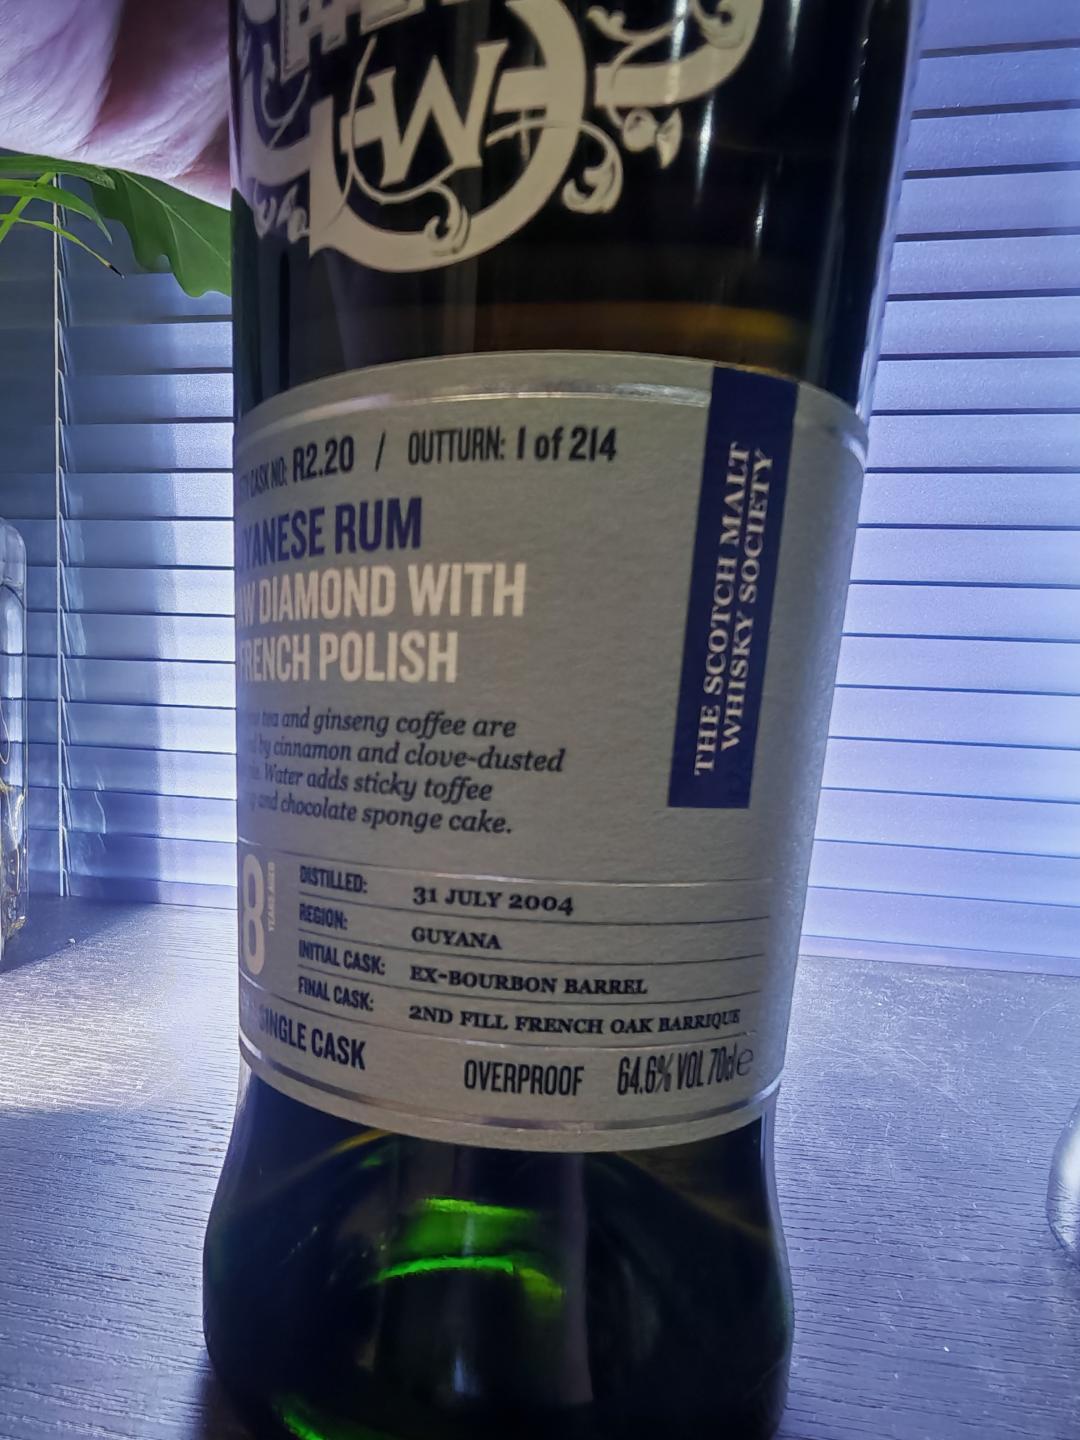 W
CASK NO: R2.20 / OUTTURN: 1 of 214
RUM
DIAMOND WITH
POLISH
tea and ginseng coffee are
by cinnamon and clove-dusted
Water adds sticky toffee
and chocolate sponge cake.
8 YEARS AGED
DISTILLED: 31 JULY 2004
REGION: GUYANA
INITIAL CASK: EX-BOURBON BARREL
FINAL CASK: 2ND FILL FRENCH OAK BARRIQUE
SINGLE CASK OVERPROOF 64.6% VOL 70cl e
THE SCOTCH MALT
WHISKY SOCIETY